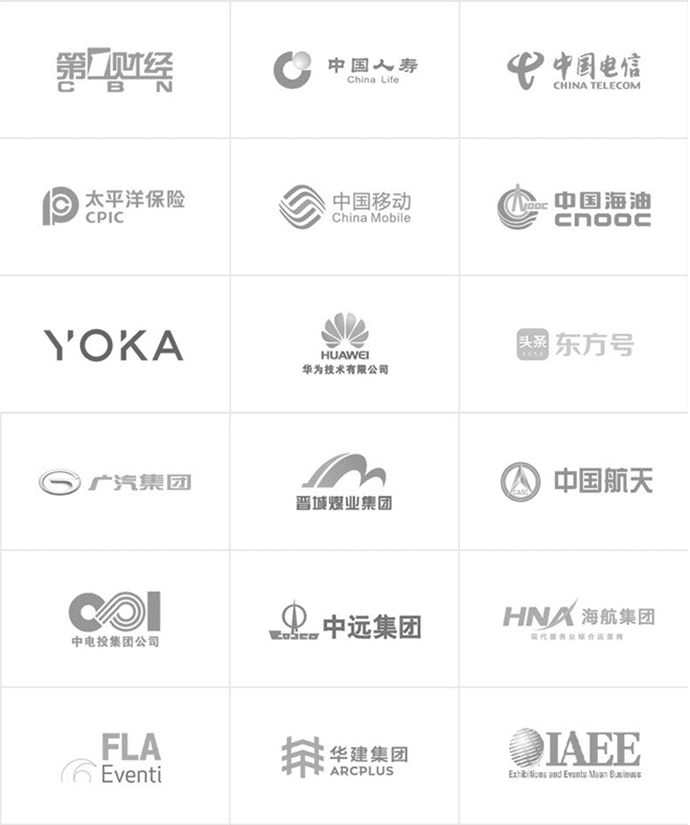 第一财经
CBN
中国人寿
China Life
中国电信
CHINA TELECOM
太平洋保险
CPIC
中国移动
China Mobile
CNOOC
中国海油
CNOOC
YOKA
HUAWEI
华为技术有限公司
头条
东方号
广汽集团
晋城煤业集团
CASC
中国航天
CPI
中电投集团公司
COSCO
中远集团
HNA 海航集团
现代服务业综合运营商
FLA
Eventi
华建集团
ARCPLUS
IAEE
Exhibitions and Events Mean Business